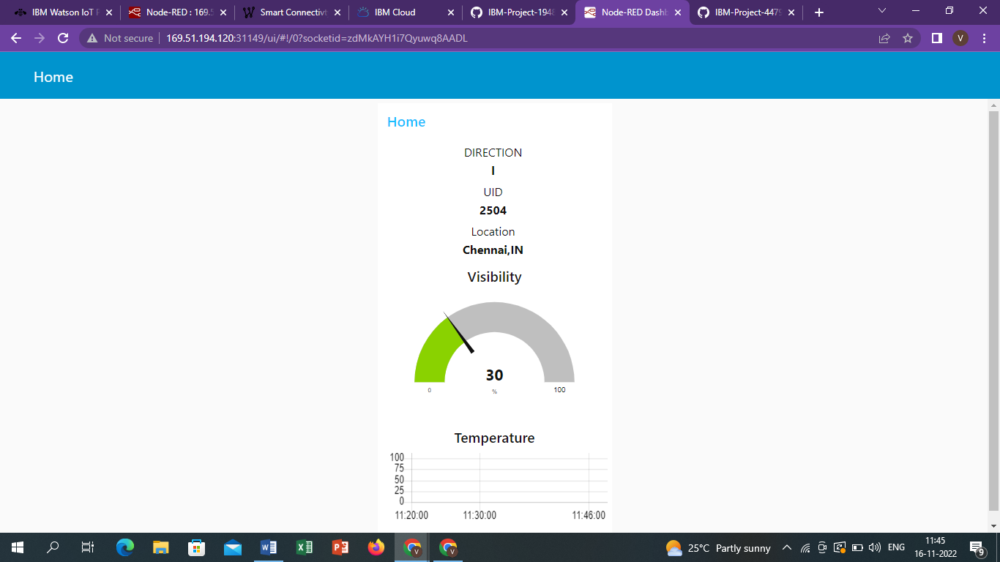 IBM Watson IoT P
Node-RED : 169.5
Smart Connectivt
IBM Cloud
IBM-Project-1948
Node-RED Dashb
IBM-Project-4479
Not secure
169.51.194.120:31149/ui/#!/0?socketid=zdMkAYH1i7Qyuwq8AADL
V
Home
Home
DIRECTION
l
UID
2504
Location
Chennai,IN
Visibility
30
0
%
100
Temperature
100
75
50
25
0
11:20:00
11:30:00
11:46:00
25°C Partly sunny
ENG
11:45
16-11-2022
9